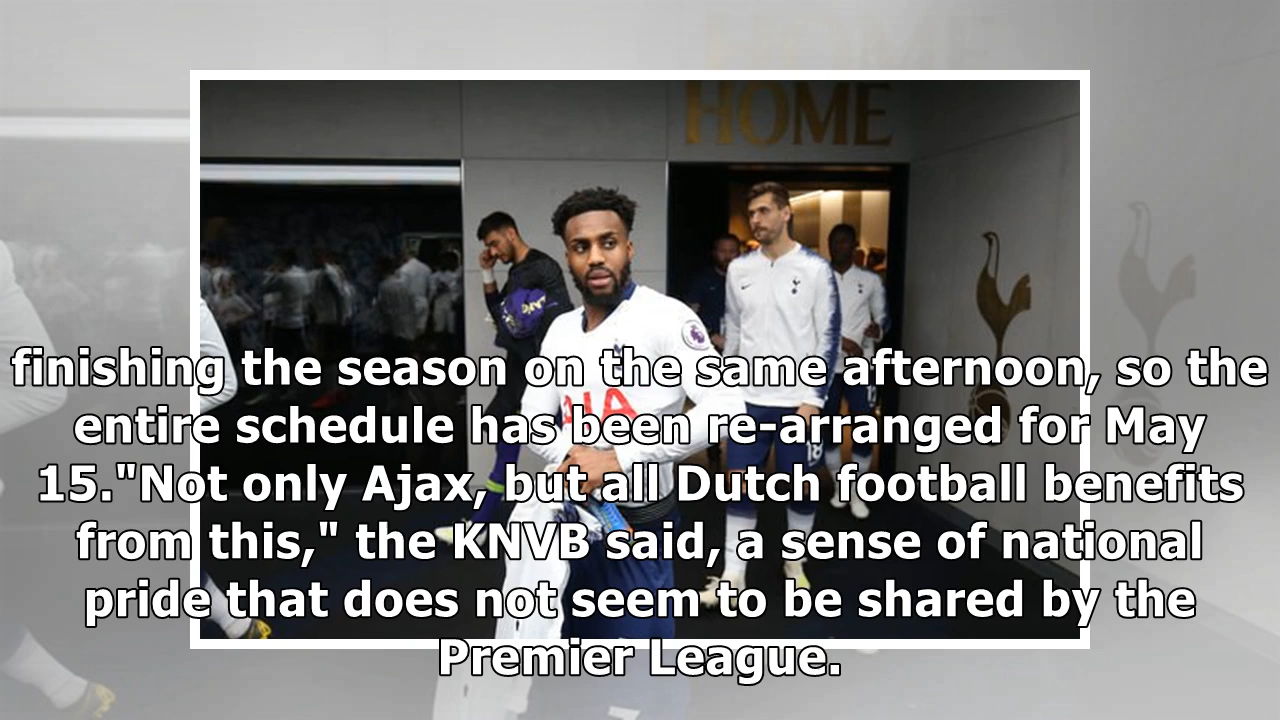 HOME
HOME
AIA
finishing the season on the same afternoon, so the
entire schedule has been re-arranged for May
15."Not only Ajax, but all Dutch football benefits
from this," the KNVB said, a sense of national
pride that does not seem to be shared by the
Premier League.